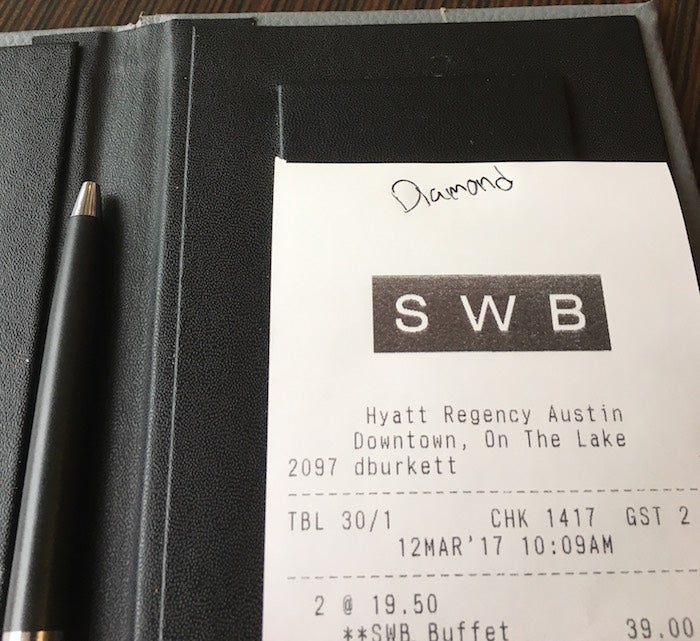 Diamond
SWB
Hyatt Regency Austin
Downtown, On The Lake
2097 dburkett
TBL 30/1 CHK 1417 GST 2
12MAR'17 10:09AM
2 @ 19.50
**SWB Buffet 39.00